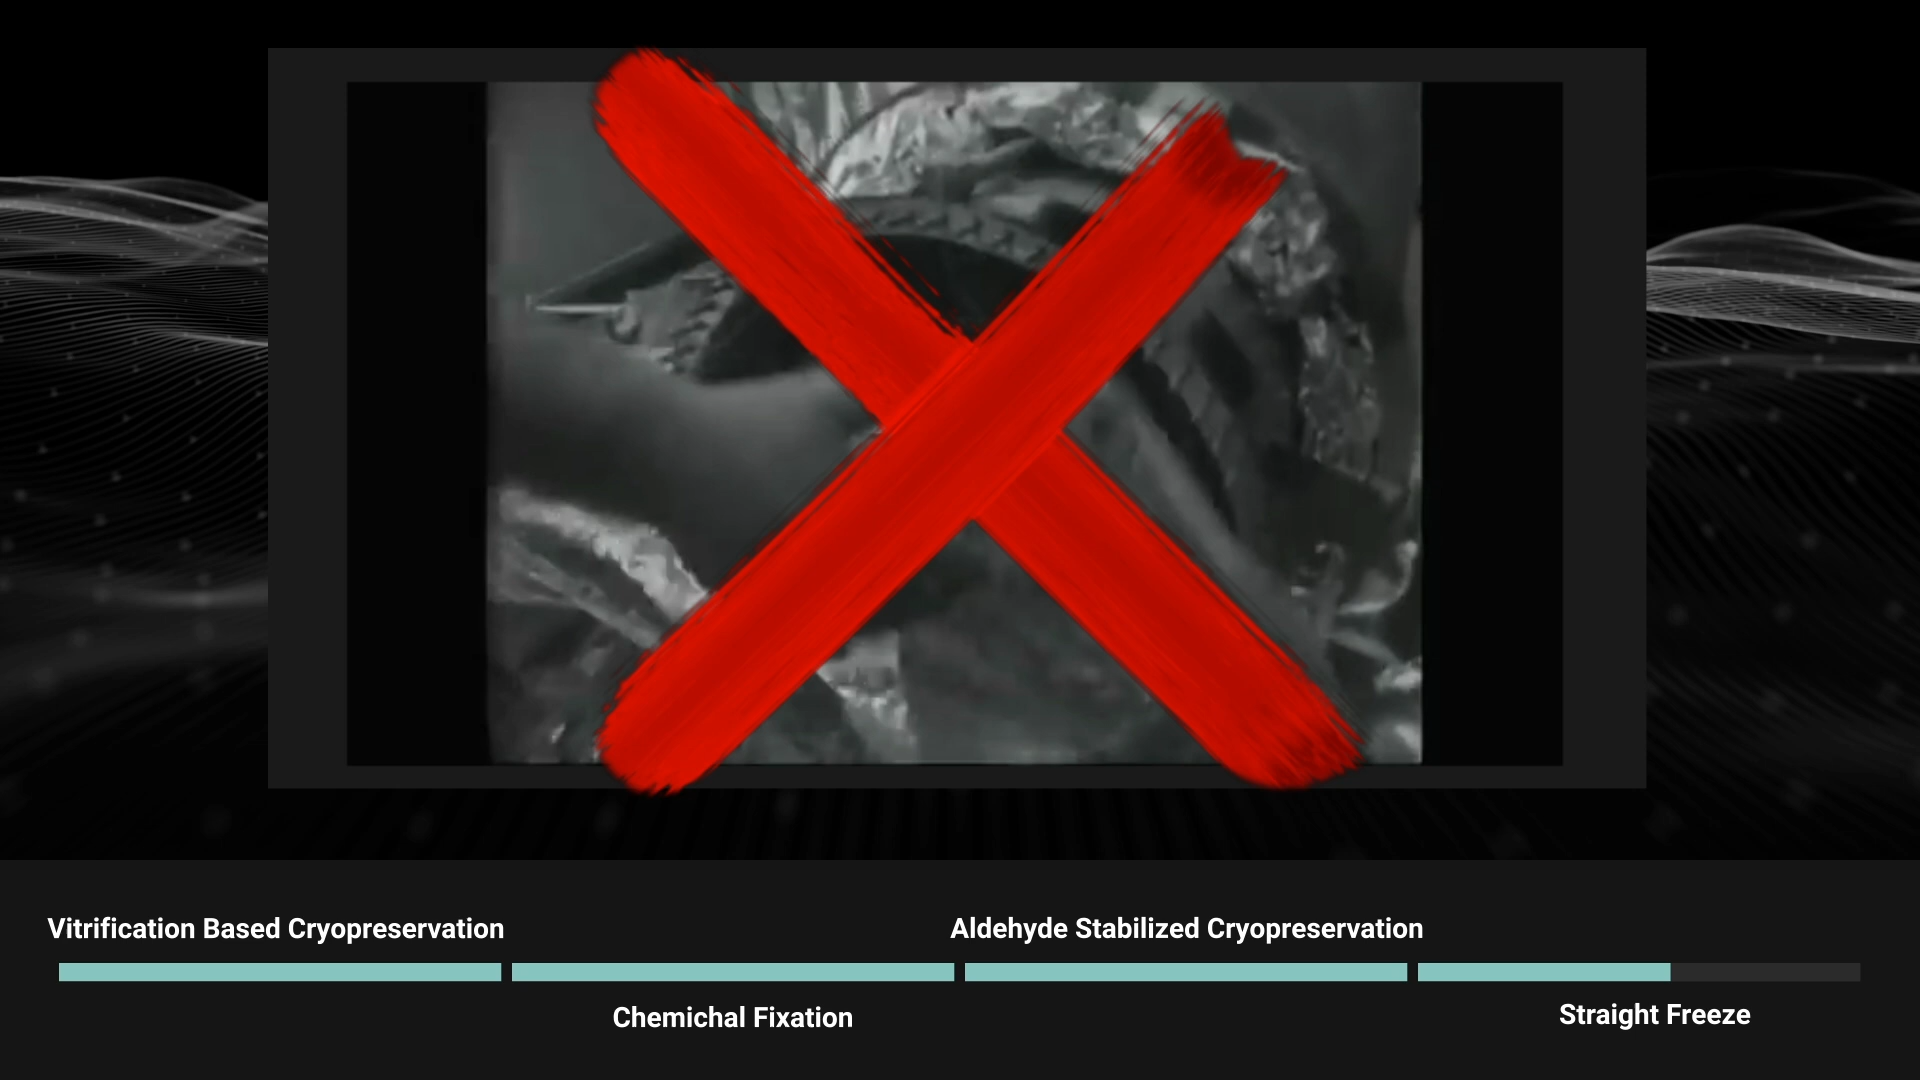 Vitrification Based Cryopreservation
Aldehyde Stabilized Cryopreservation
Chemichal Fixation
Straight Freeze